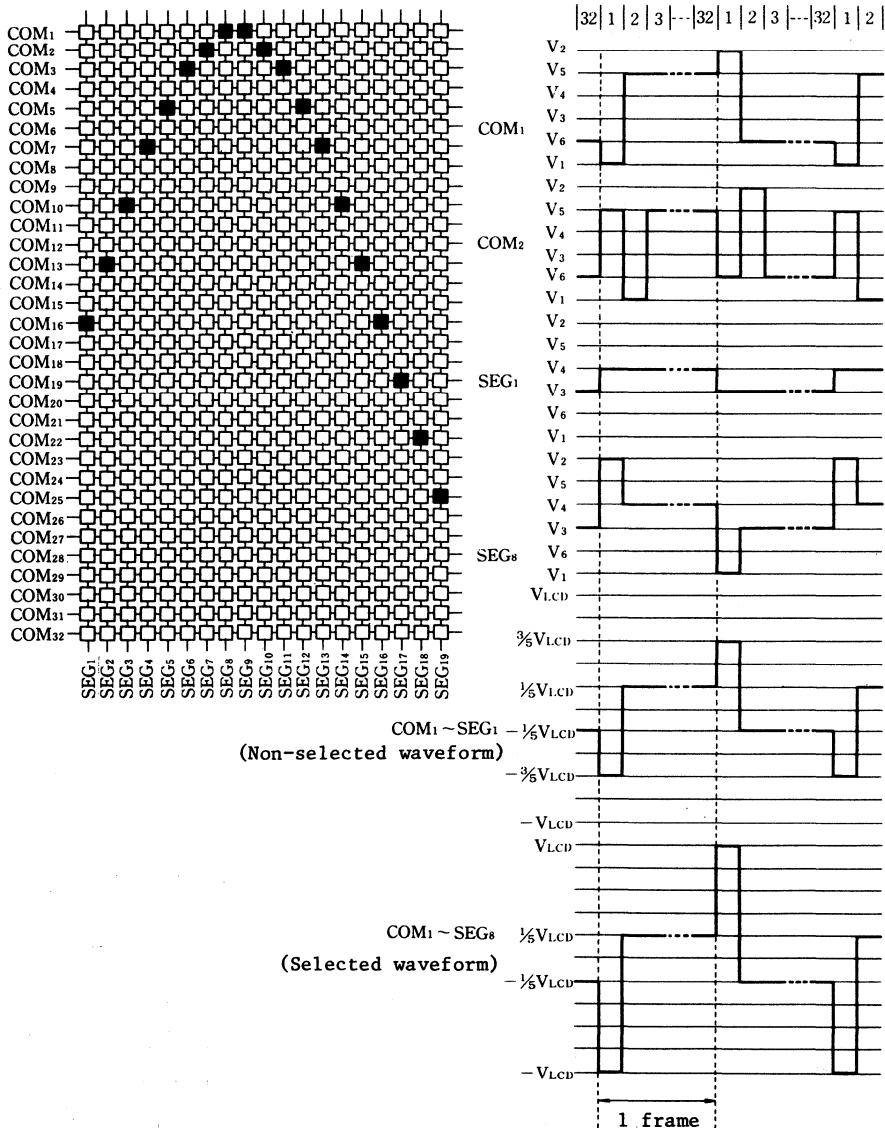 COM₁
COM₂
COM₃
COM₄
COM₅
COM₆
COM₇
COM₈
COM₉
COM₁₀
COM₁₁
COM₁₂
COM₁₃
COM₁₄
COM₁₅
COM₁₆
COM₁₇
COM₁₈
COM₁₉
COM₂₀
COM₂₁
COM₂₂
COM₂₃
COM₂₄
COM₂₅
COM₂₆
COM₂₇
COM₂₈
COM₂₉
COM₃₀
COM₃₁
COM₃₂
SEG₁ SEG₂ SEG₃ SEG₄ SEG₅ SEG₆ SEG₇ SEG₈ SEG₉ SEG₁₀ SEG₁₁ SEG₁₂ SEG₁₃ SEG₁₄ SEG₁₅ SEG₁₆ SEG₁₇ SEG₁₈ SEG₁₉
|32|1|2|3|---|32|1|2|3|---|32|1|2|
COM₁
V₂
V₅
V₄
V₃
V₆
V₁
COM₂
V₂
V₅
V₄
V₃
V₆
V₁
SEG₁
V₂
V₅
V₄
V₃
V₆
V₁
SEG₈
V₂
V₅
V₄
V₃
V₆
V₁
COM₁~SEG₁
(Non-selected waveform)
VLCD
⅗VLCD
⅕VLCD
−⅕VLCD
−⅗VLCD
−VLCD
COM₁~SEG₈
(Selected waveform)
VLCD
⅕VLCD
−⅕VLCD
−VLCD
1 frame